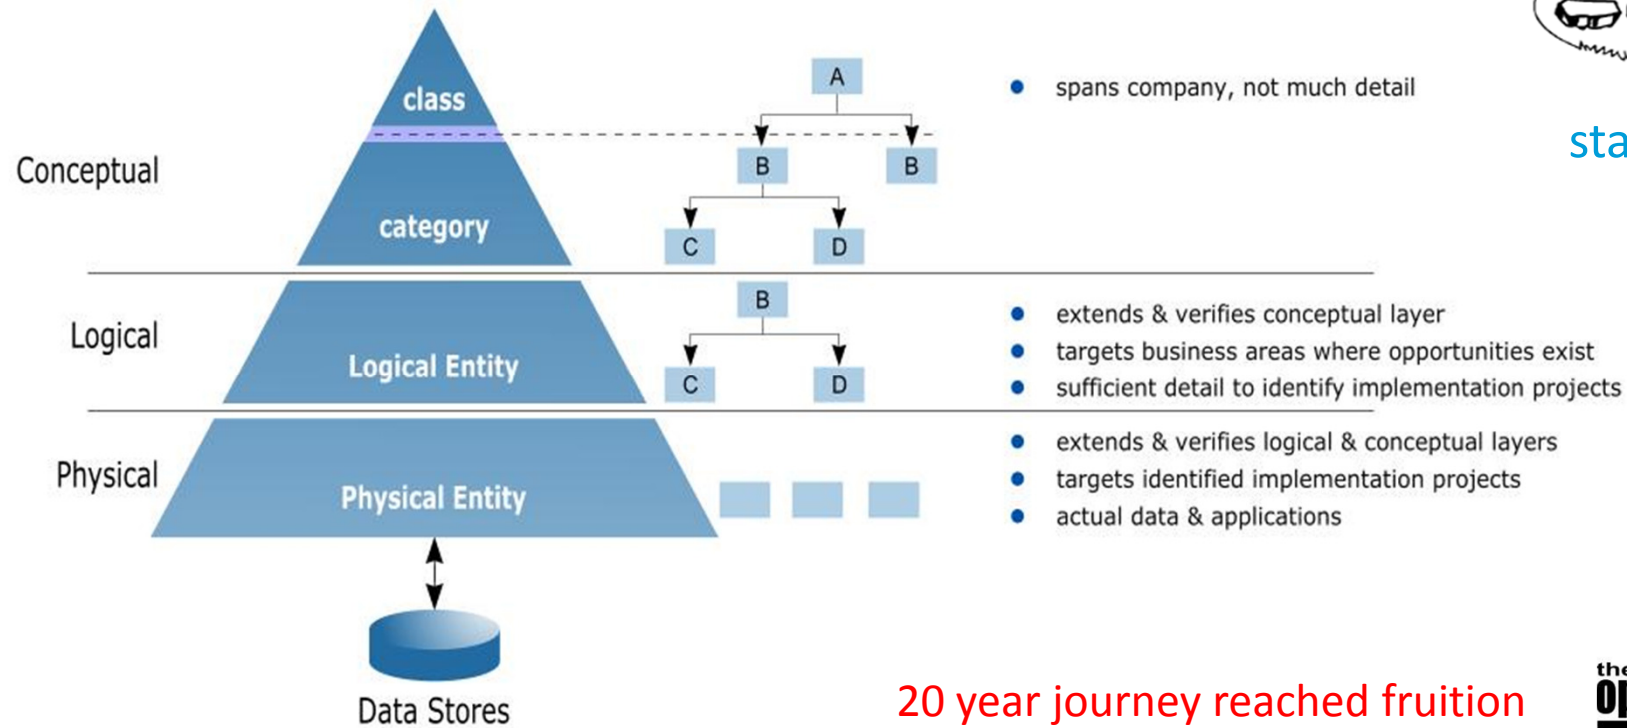 class
A
spans company, not much detail
Conceptual
B
B
category
C
D
B
Logical
Logical Entity
C
D
extends & verifies conceptual layer
targets business areas where opportunities exist
sufficient detail to identify implementation projects
Physical
Physical Entity
extends & verifies logical & conceptual layers
targets identified implementation projects
actual data & applications
Data Stores
20 year journey reached fruition
the